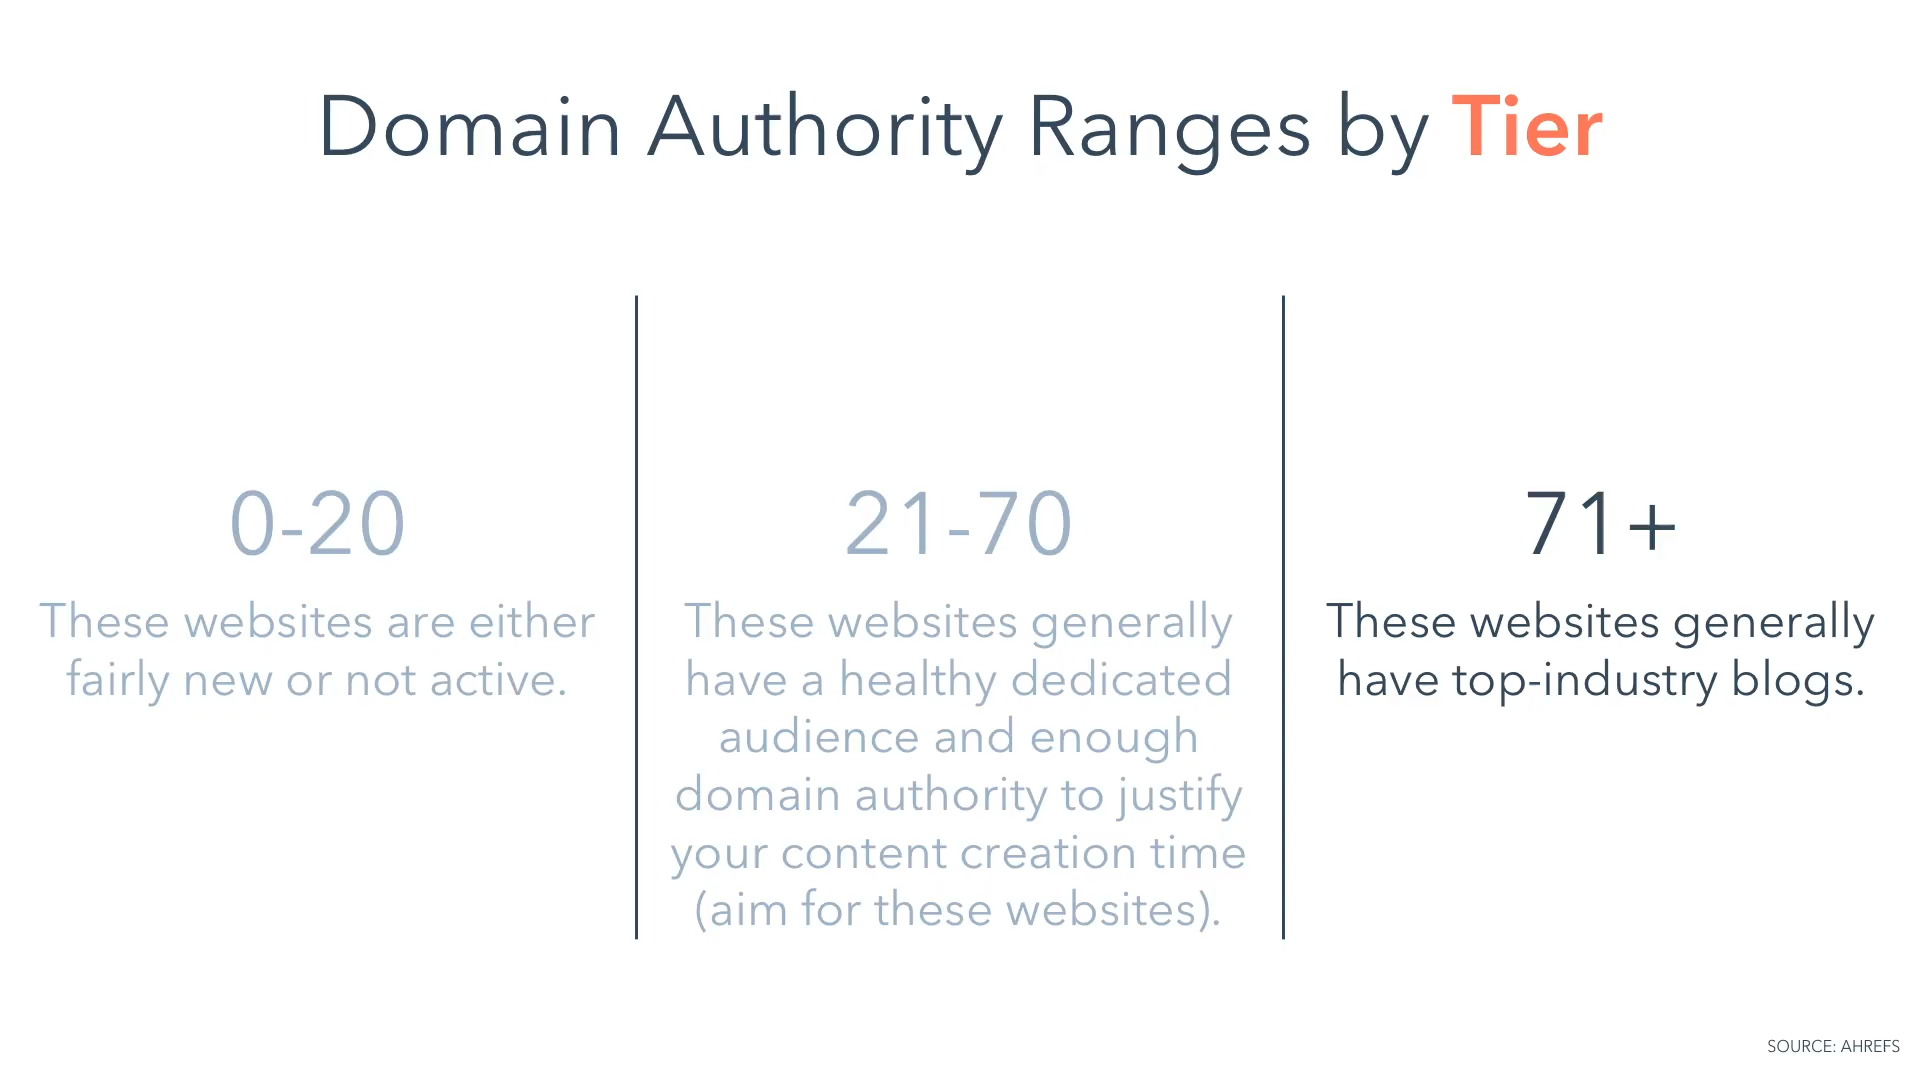 Domain Authority Ranges by Tier
0-20
These websites are either
fairly new or not active.
21-70
These websites generally
have a healthy dedicated
audience and enough
domain authority to justify
your content creation time
(aim for these websites).
71+
These websites generally
have top-industry blogs.
SOURCE: AHREFS